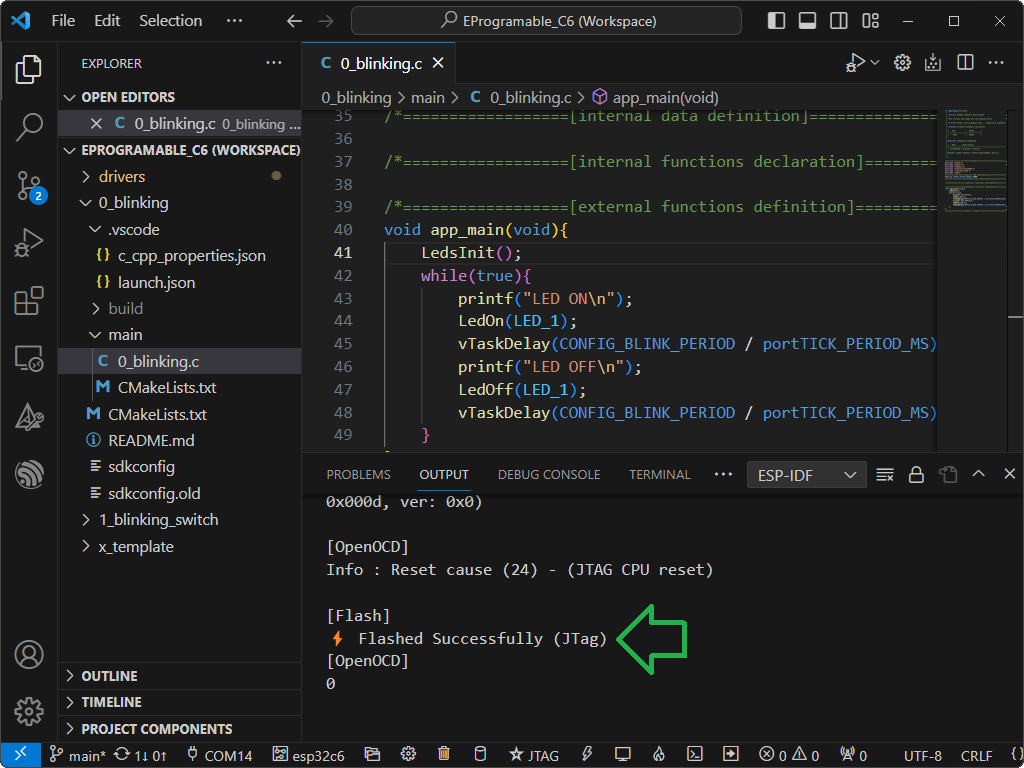 File Edit Selection ··· EProgramable_C6 (Workspace)
EXPLORER ···
OPEN EDITORS
C 0_blinking.c 0_blinking ...
EPROGRAMABLE_C6 (WORKSPACE)
drivers
0_blinking
.vscode
{} c_cpp_properties.json
{} launch.json
build
main
C 0_blinking.c
M CMakeLists.txt
M CMakeLists.txt
README.md
sdkconfig
sdkconfig.old
1_blinking_switch
x_template
OUTLINE
TIMELINE
PROJECT COMPONENTS
2
C 0_blinking.c
0_blinking > main > C 0_blinking.c > app_main(void)
35 /*==================[internal data definition]==============
36
37 /*==================[internal functions declaration]========
38
39 /*==================[external functions definition]=========
40 void app_main(void){
41 LedsInit();
42 while(true){
43 printf("LED ON\n");
44 LedOn(LED_1);
45 vTaskDelay(CONFIG_BLINK_PERIOD / portTICK_PERIOD_MS)
46 printf("LED OFF\n");
47 LedOff(LED_1);
48 vTaskDelay(CONFIG_BLINK_PERIOD / portTICK_PERIOD_MS)
49 }
PROBLEMS OUTPUT DEBUG CONSOLE TERMINAL ··· ESP-IDF
0x000d, ver: 0x0)
[OpenOCD]
Info : Reset cause (24) - (JTAG CPU reset)
[Flash]
⚡ Flashed Successfully (JTag)
[OpenOCD]
0
main* 1↓ 0↑ COM14 esp32c6 JTAG 0 0 0 UTF-8 CRLF {}